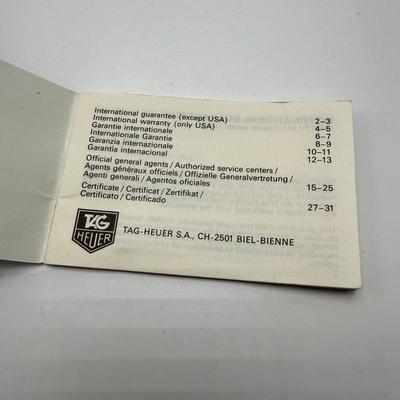 International guarantee (except USA) 2–3
International warranty (only USA) 4–5
Garantie internationale 6–7
Internationale Garantie 8–9
Garanzia internazionale 10–11
Garantía internacional 12–13
Official general agents / Authorized service centers /
Agents généraux officiels / Offizielle Generalvertretung /
Agenti generali / Agentos oficiales 15–25
Certificate / Certificat / Zertifikat /
Certificato / Certificado 27–31
TAG
HEUER
TAG-HEUER S.A., CH-2501 BIEL-BIENNE